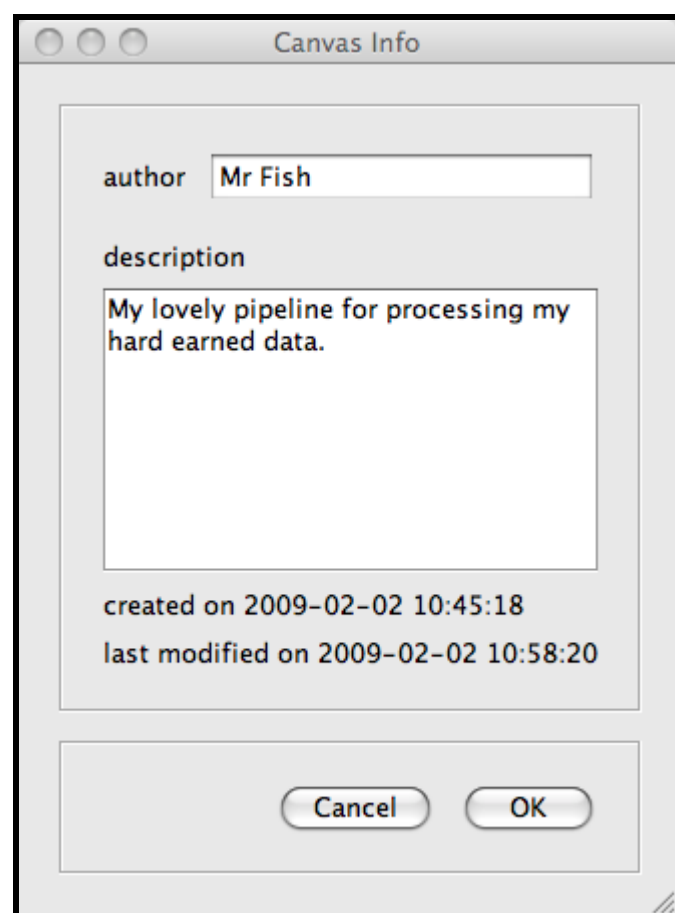 Canvas Info
author Mr Fish
description
My lovely pipeline for processing my
hard earned data.
created on 2009-02-02 10:45:18
last modified on 2009-02-02 10:58:20
Cancel OK